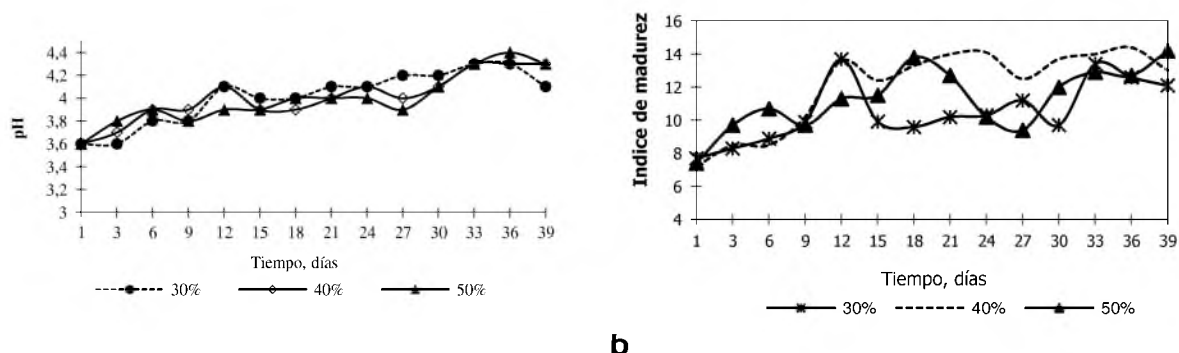 pH
4,4
4,2
4
3,8
3,6
3,4
3,2
3
1 3 6 9 12 15 18 21 24 27 30 33 36 39
Tiempo, días
30% 40% 50%
b
Indice de madurez
16
14
12
10
8
6
4
1 3 6 9 12 15 18 21 24 27 30 33 36 39
Tiempo, días
30% 40% 50%